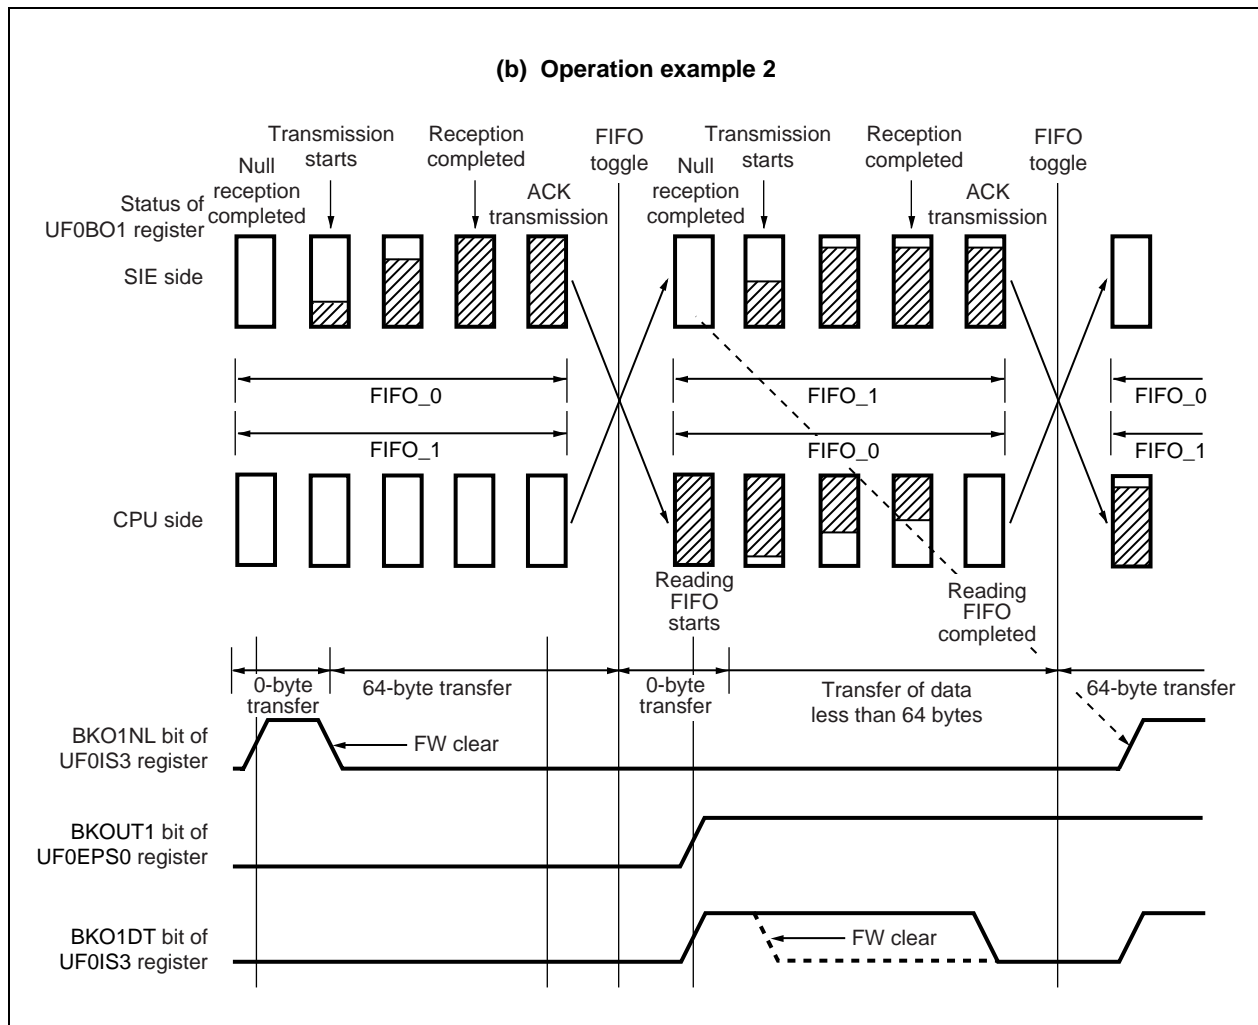 (b) Operation example 2
Transmission
starts
Reception
completed
FIFO
toggle
Transmission
starts
Reception
completed
FIFO
toggle
Null
reception
completed
ACK
transmission
Null
reception
completed
ACK
transmission
Status of
UF0BO1 register
SIE side
FIFO_0
FIFO_1
FIFO_0
FIFO_1
FIFO_0
FIFO_1
CPU side
Reading
FIFO
starts
Reading
FIFO
completed
0-byte
transfer
64-byte transfer
0-byte
transfer
Transfer of data
less than 64 bytes
64-byte transfer
BKO1NL bit of
UF0IS3 register
FW clear
BKOUT1 bit of
UF0EPS0 register
BKO1DT bit of
UF0IS3 register
FW clear